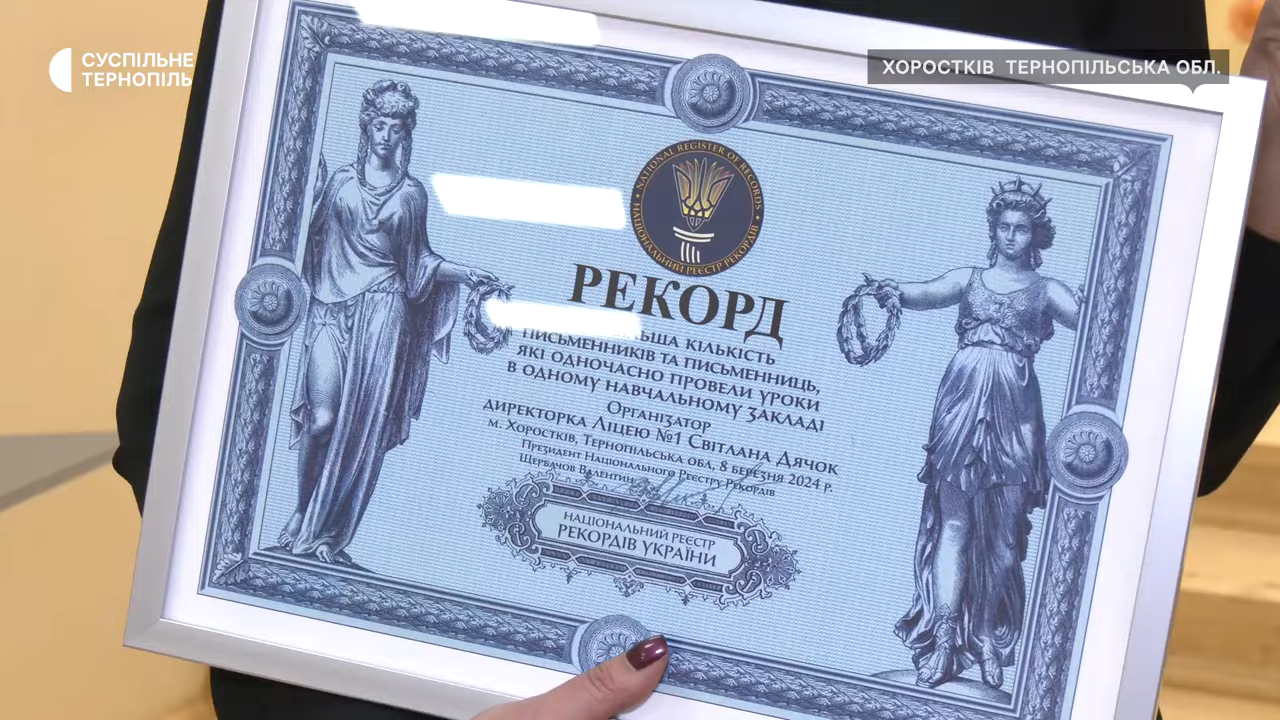 СУСПІЛЬНЕ
ТЕРНОПІЛЬ
ХОРОСТКІВ ТЕРНОПІЛЬСЬКА ОБЛ.
NATIONAL REGISTER OF RECORDS
НАЦІОНАЛЬНИЙ РЕЄСТР РЕКОРДІВ
РЕКОРД
КІЛЬКІСТЬ
ПИСЬМЕННИКІВ ТА ПИСЬМЕННИЦЬ,
ЯКІ ОДНОЧАСНО ПРОВЕЛИ УРОКИ
В ОДНОМУ НАВЧАЛЬНОМУ ЗАКЛАДІ
ОРГАНІЗАТОР
ДИРЕКТОРКА ЛІЦЕЮ №1 СВІТЛАНА ДЯЧОК
М. ХОРОСТКІВ, ТЕРНОПІЛЬСЬКА ОБЛ, 8 БЕРЕЗНЯ 2024 Р.
ПРЕЗИДЕНТ НАЦІОНАЛЬНОГО РЕЄСТРУ РЕКОРДІВ
ЩЕРБАЧОВ ВАЛЕНТИН
НАЦІОНАЛЬНИЙ РЕЄСТР
РЕКОРДІВ УКРАЇНИ